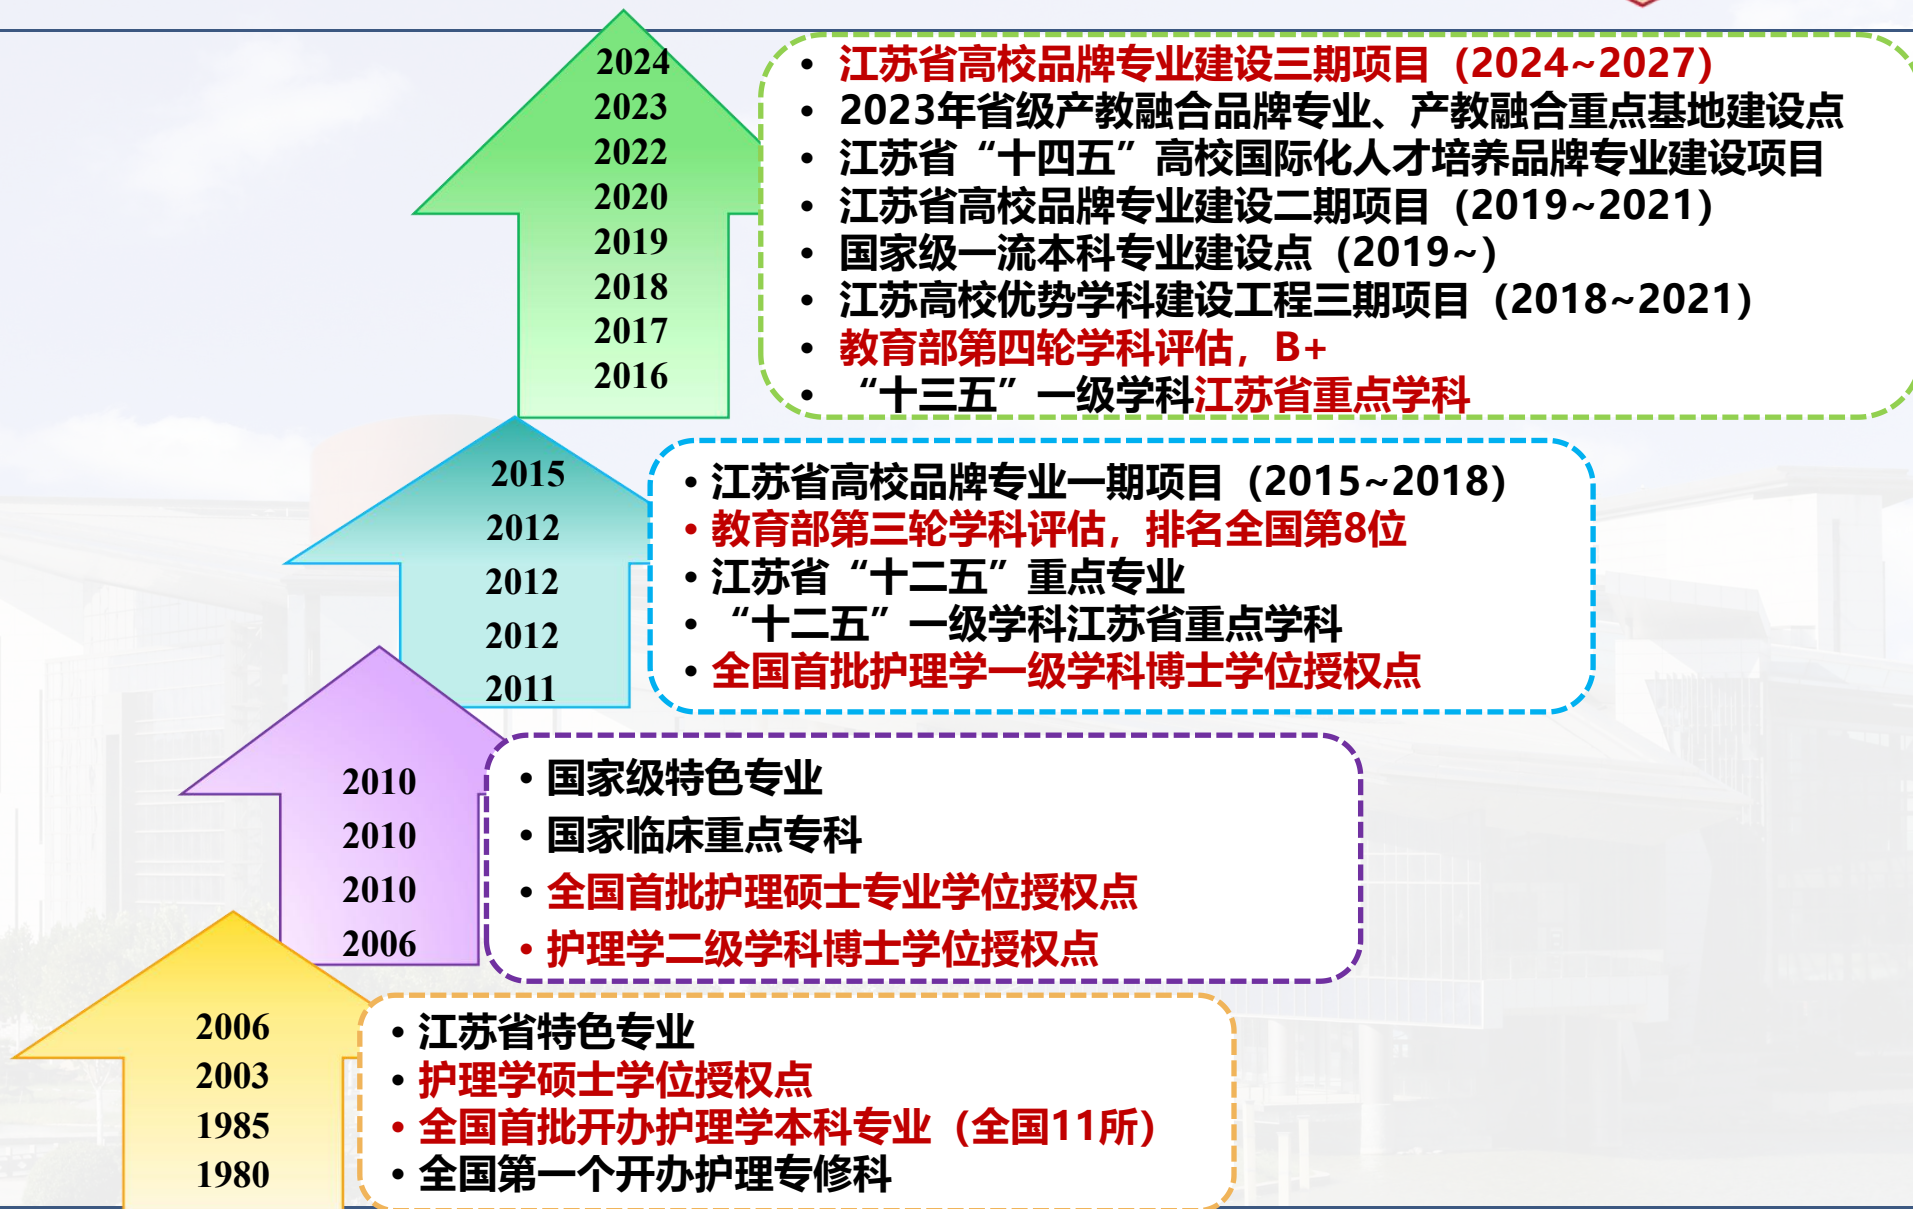 2024
2023
2022
2020
2019
2018
2017
2016
• 江苏省高校品牌专业建设三期项目（2024~2027）
• 2023年省级产教融合品牌专业、产教融合重点基地建设点
• 江苏省“十四五”高校国际化人才培养品牌专业建设项目
• 江苏省高校品牌专业建设二期项目（2019~2021）
• 国家级一流本科专业建设点（2019~）
• 江苏高校优势学科建设工程三期项目（2018~2021）
• 教育部第四轮学科评估，B+
• “十三五”一级学科江苏省重点学科
2015
2012
2012
2012
2011
• 江苏省高校品牌专业一期项目（2015~2018）
• 教育部第三轮学科评估，排名全国第8位
• 江苏省“十二五”重点专业
• “十二五”一级学科江苏省重点学科
• 全国首批护理学一级学科博士学位授权点
2010
2010
2010
2006
• 国家级特色专业
• 国家临床重点专科
• 全国首批护理硕士专业学位授权点
• 护理学二级学科博士学位授权点
2006
2003
1985
1980
• 江苏省特色专业
• 护理学硕士学位授权点
• 全国首批开办护理学本科专业（全国11所）
• 全国第一个开办护理专修科